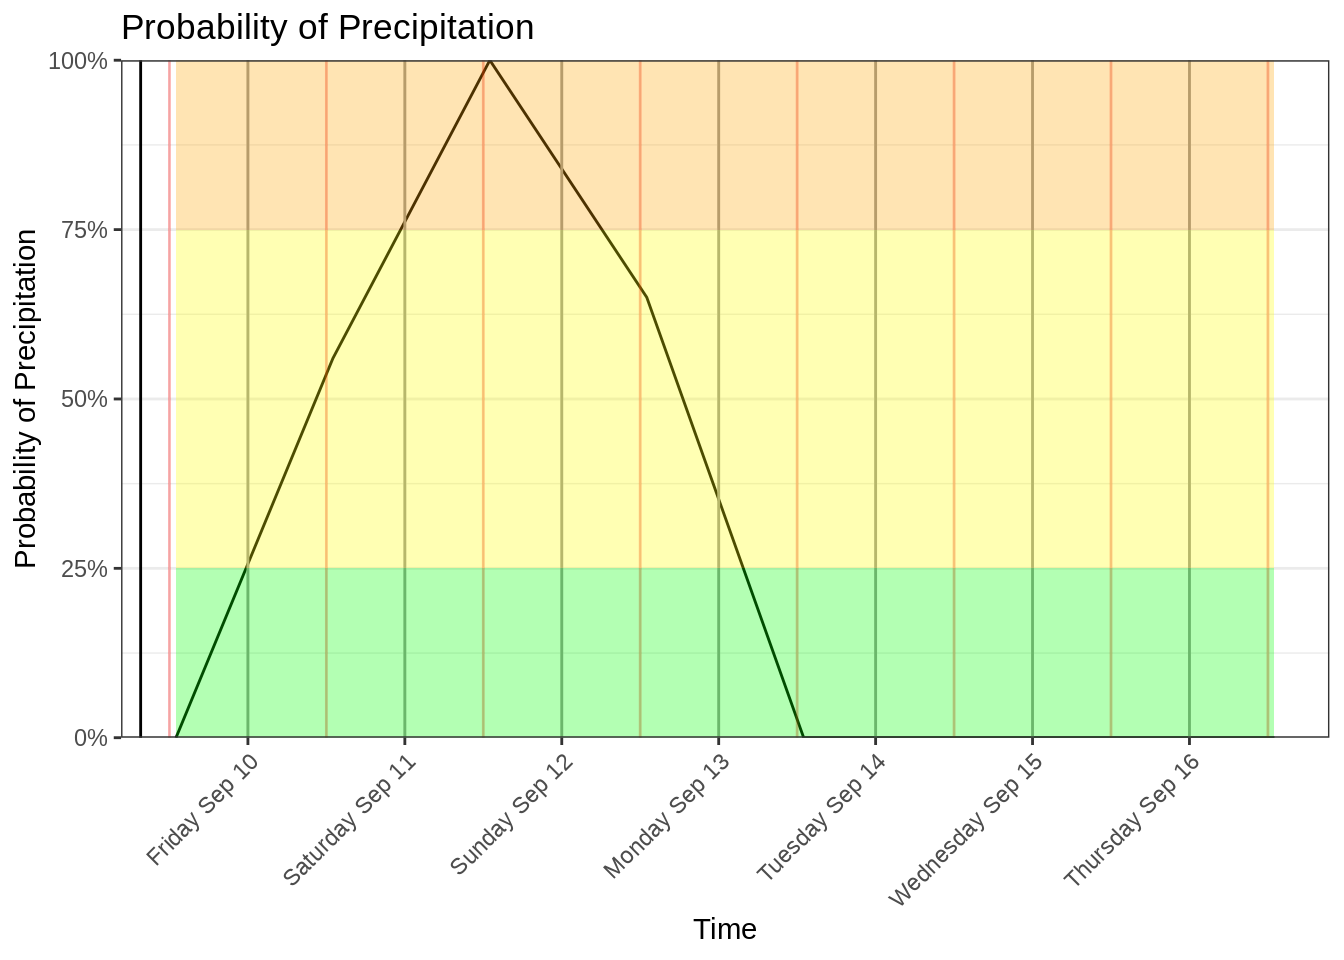 Probability of Precipitation
100%
75%
50%
25%
0%
Probability of Precipitation
Friday Sep 10
Saturday Sep 11
Sunday Sep 12
Monday Sep 13
Tuesday Sep 14
Wednesday Sep 15
Thursday Sep 16
Time